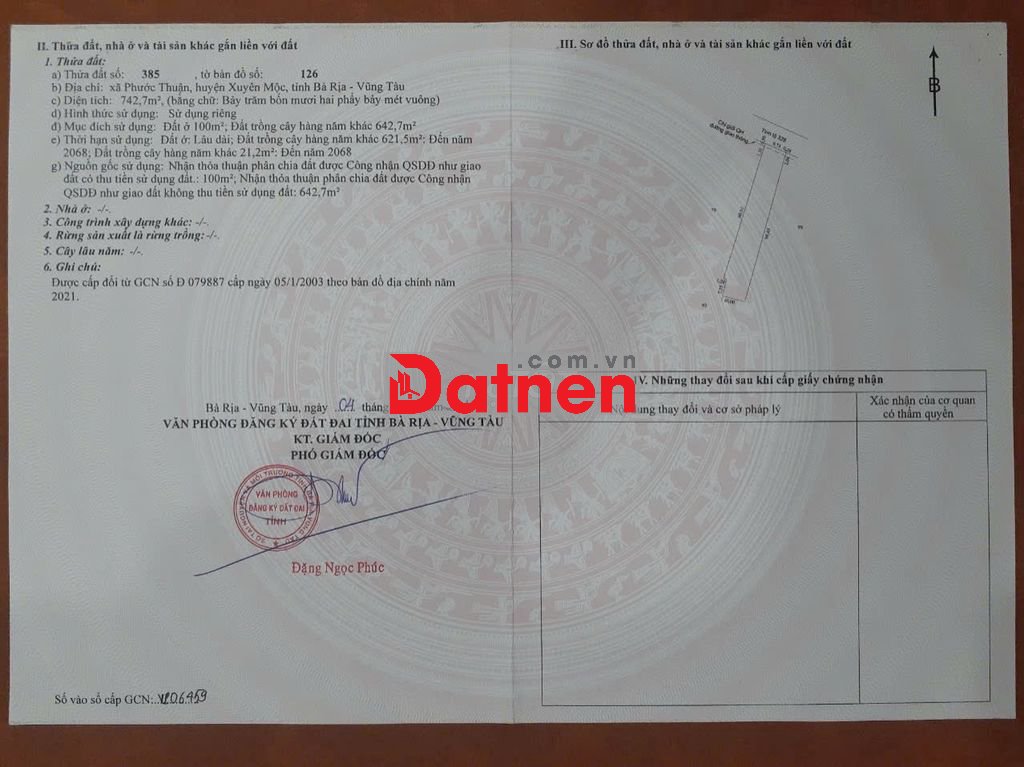 II. Thửa đất, nhà ở và tài sản khác gắn liền với đất
1. Thửa đất:
a) Thửa đất số: 385 , tờ bản đồ số: 126
b) Địa chỉ: xã Phước Thuận, huyện Xuyên Mộc, tỉnh Bà Rịa - Vũng Tàu
c) Diện tích: 742,7m², (bằng chữ: Bảy trăm bốn mươi hai phẩy bảy mét vuông)
d) Hình thức sử dụng: Sử dụng riêng
đ) Mục đích sử dụng: Đất ở 100m²; Đất trồng cây hàng năm khác 642,7m²
e) Thời hạn sử dụng: Đất ở: Lâu dài; Đất trồng cây hàng năm khác 621,5m²: Đến năm
2068; Đất trồng cây hàng năm khác 21,2m²: Đến năm 2068
g) Nguồn gốc sử dụng: Nhận thỏa thuận phân chia đất được Công nhận QSDĐ như giao
đất có thu tiền sử dụng đất.: 100m²; Nhận thỏa thuận phân chia đất được Công nhận
QSDĐ như giao đất không thu tiền sử dụng đất: 642,7m²
2. Nhà ở: -/-.
3. Công trình xây dựng khác: -/-.
4. Rừng sản xuất là rừng trồng: -/-.
5. Cây lâu năm: -/-.
6. Ghi chú:
Được cấp đổi từ GCN số Đ 079887 cấp ngày 05/1/2003 theo bản đồ địa chính năm
2021.
Bà Rịa - Vũng Tàu, ngày 04 tháng
VĂN PHÒNG ĐĂNG KÝ ĐẤT ĐAI TỈNH BÀ RỊA - VŨNG TÀU
KT. GIÁM ĐỐC
PHÓ GIÁM ĐỐC
VĂN PHÒNG
ĐĂNG KÝ ĐẤT ĐAI
TỈNH
Đặng Ngọc Phúc
Số vào sổ cấp GCN:
III. Sơ đồ thửa đất, nhà ở và tài sản khác gắn liền với đất
B
Chỉ giới QH
đường giao thông
Tỉnh lộ 328
.com.vn
Datnen
IV. Những thay đổi sau khi cấp giấy chứng nhận
Nội dung thay đổi và cơ sở pháp lý
Xác nhận của cơ quan
có thẩm quyền